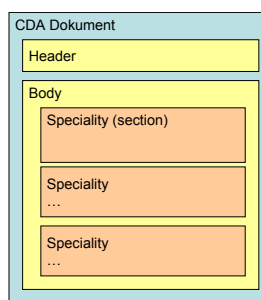 CDA Dokument
Header
Body
Speciality (section)
Speciality
…
Speciality
…